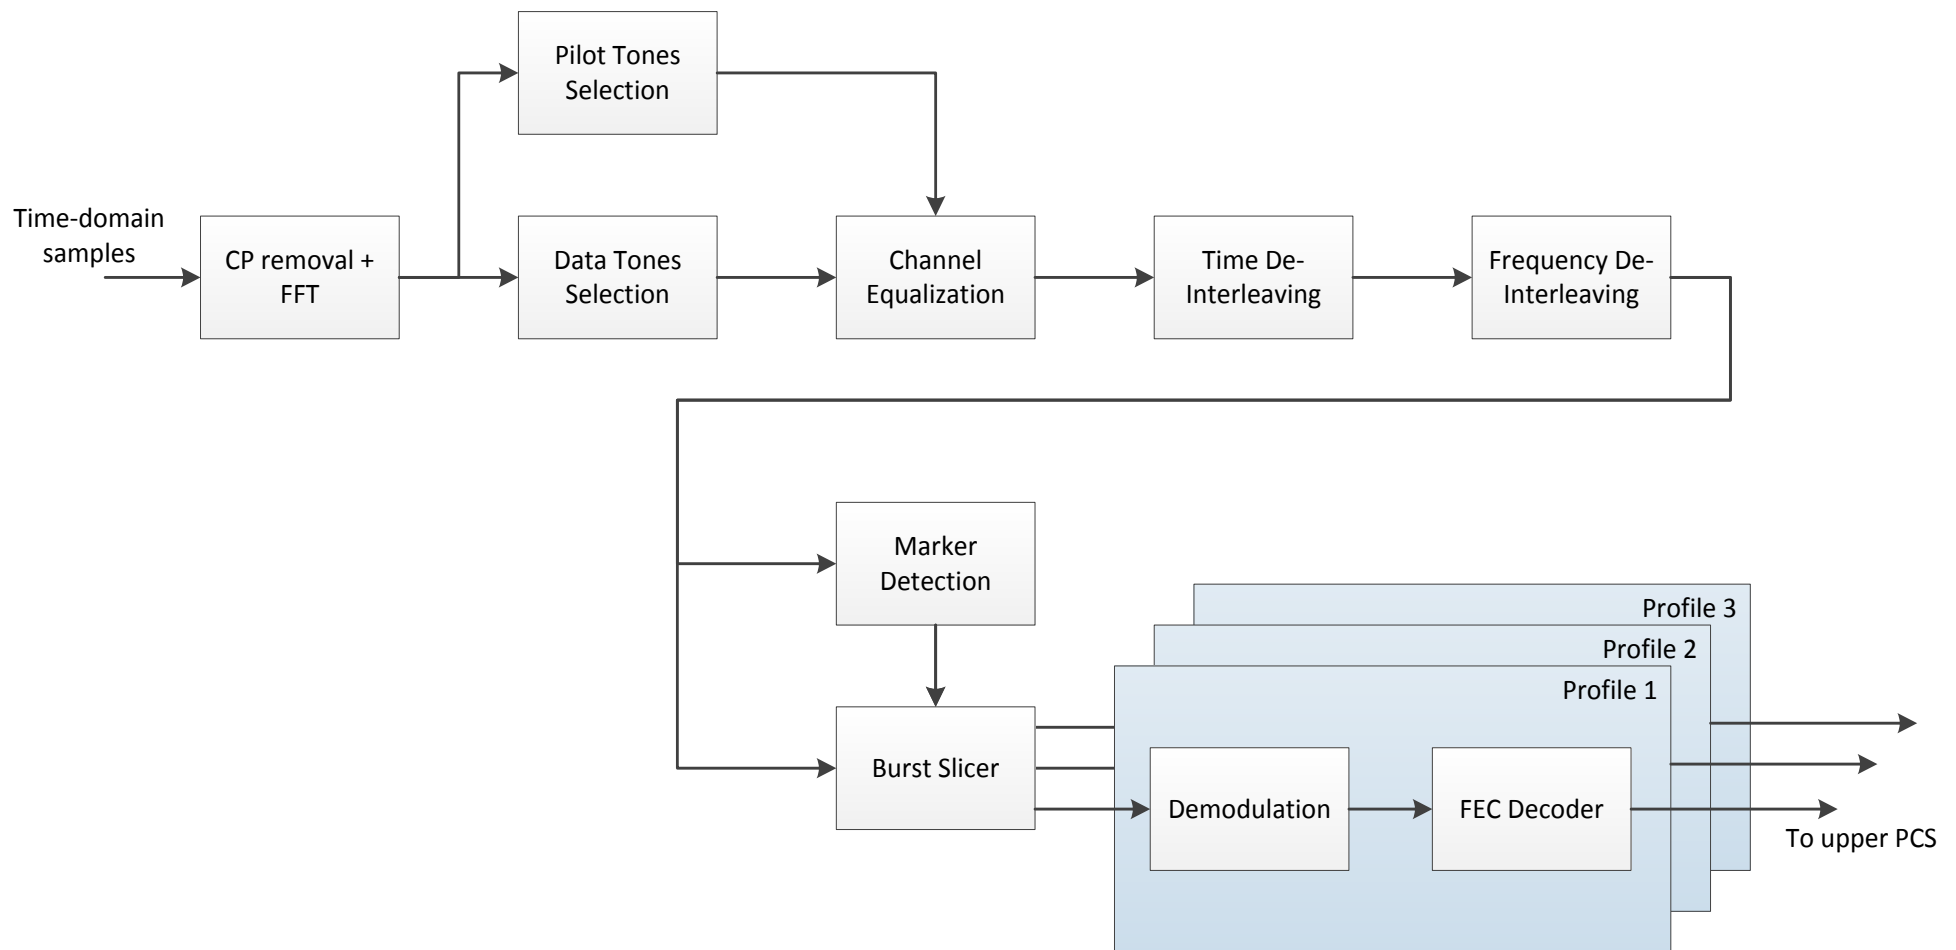 Pilot Tones
Selection
Time-domain
samples
CP removal +
FFT
Data Tones
Selection
Channel
Equalization
Time De-
Interleaving
Frequency De-
Interleaving
Marker
Detection
Profile 3
Profile 2
Profile 1
Burst Slicer
Demodulation
FEC Decoder
To upper PCS